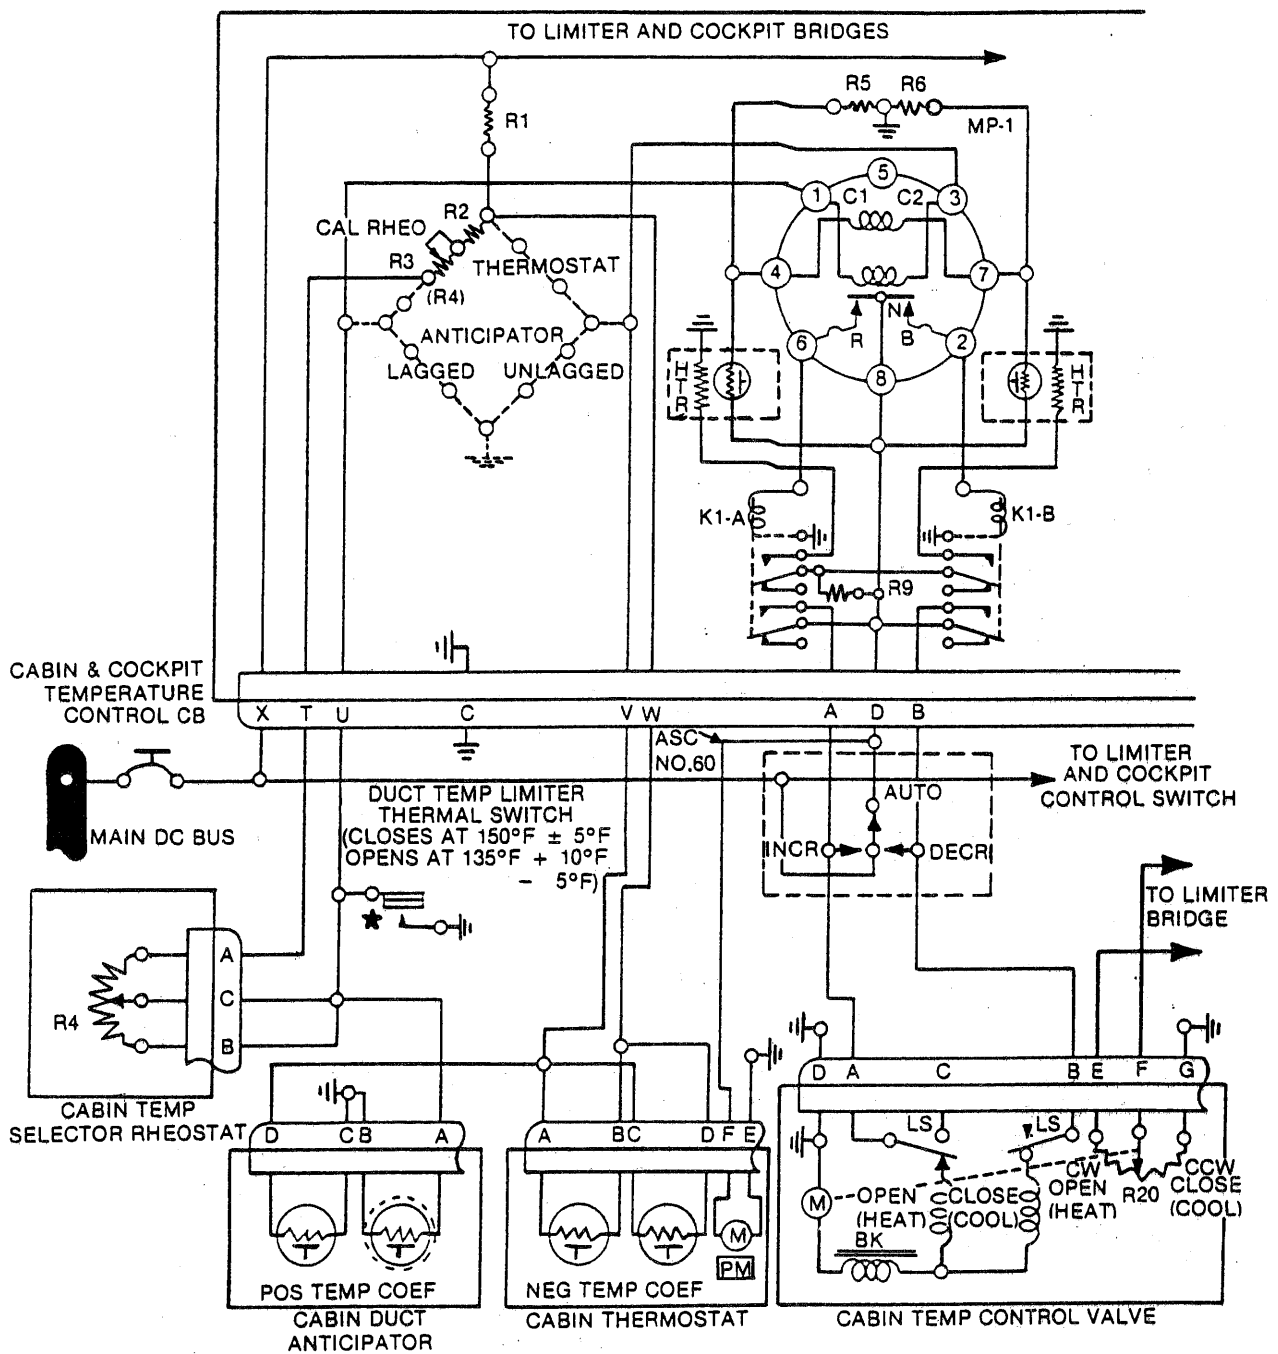 TO LIMITER AND COCKPIT BRIDGES
R5 R6
R1
MP-1
5
1 C1 C2 3
R2
CAL RHEO
R3
THERMOSTAT
4 7
(R4)
ANTICIPATOR
N
R B
6 2
LAGGED UNLAGGED
8
HTR
HTR
K1-A
K1-B
R9
CABIN & COCKPIT
TEMPERATURE
CONTROL CB
X T U C V W A D B
ASC
NO.60
TO LIMITER
AND COCKPIT
CONTROL SWITCH
MAIN DC BUS
DUCT TEMP LIMITER
THERMAL SWITCH
(CLOSES AT 150°F ± 5°F
OPENS AT 135°F + 10°F
- 5°F)
AUTO
INCR DECR
TO LIMITER
BRIDGE
A
C
B
R4
CABIN TEMP
SELECTOR RHEOSTAT
D C B A
A B C D F E
D A C B E F G
LS LS
M
OPEN
(HEAT)
CLOSE
(COOL)
CW
OPEN
(HEAT)
R20
CCW
CLOSE
(COOL)
BK
M
PM
POS TEMP COEF
CABIN DUCT
ANTICIPATOR
NEG TEMP COEF
CABIN THERMOSTAT
CABIN TEMP CONTROL VALVE